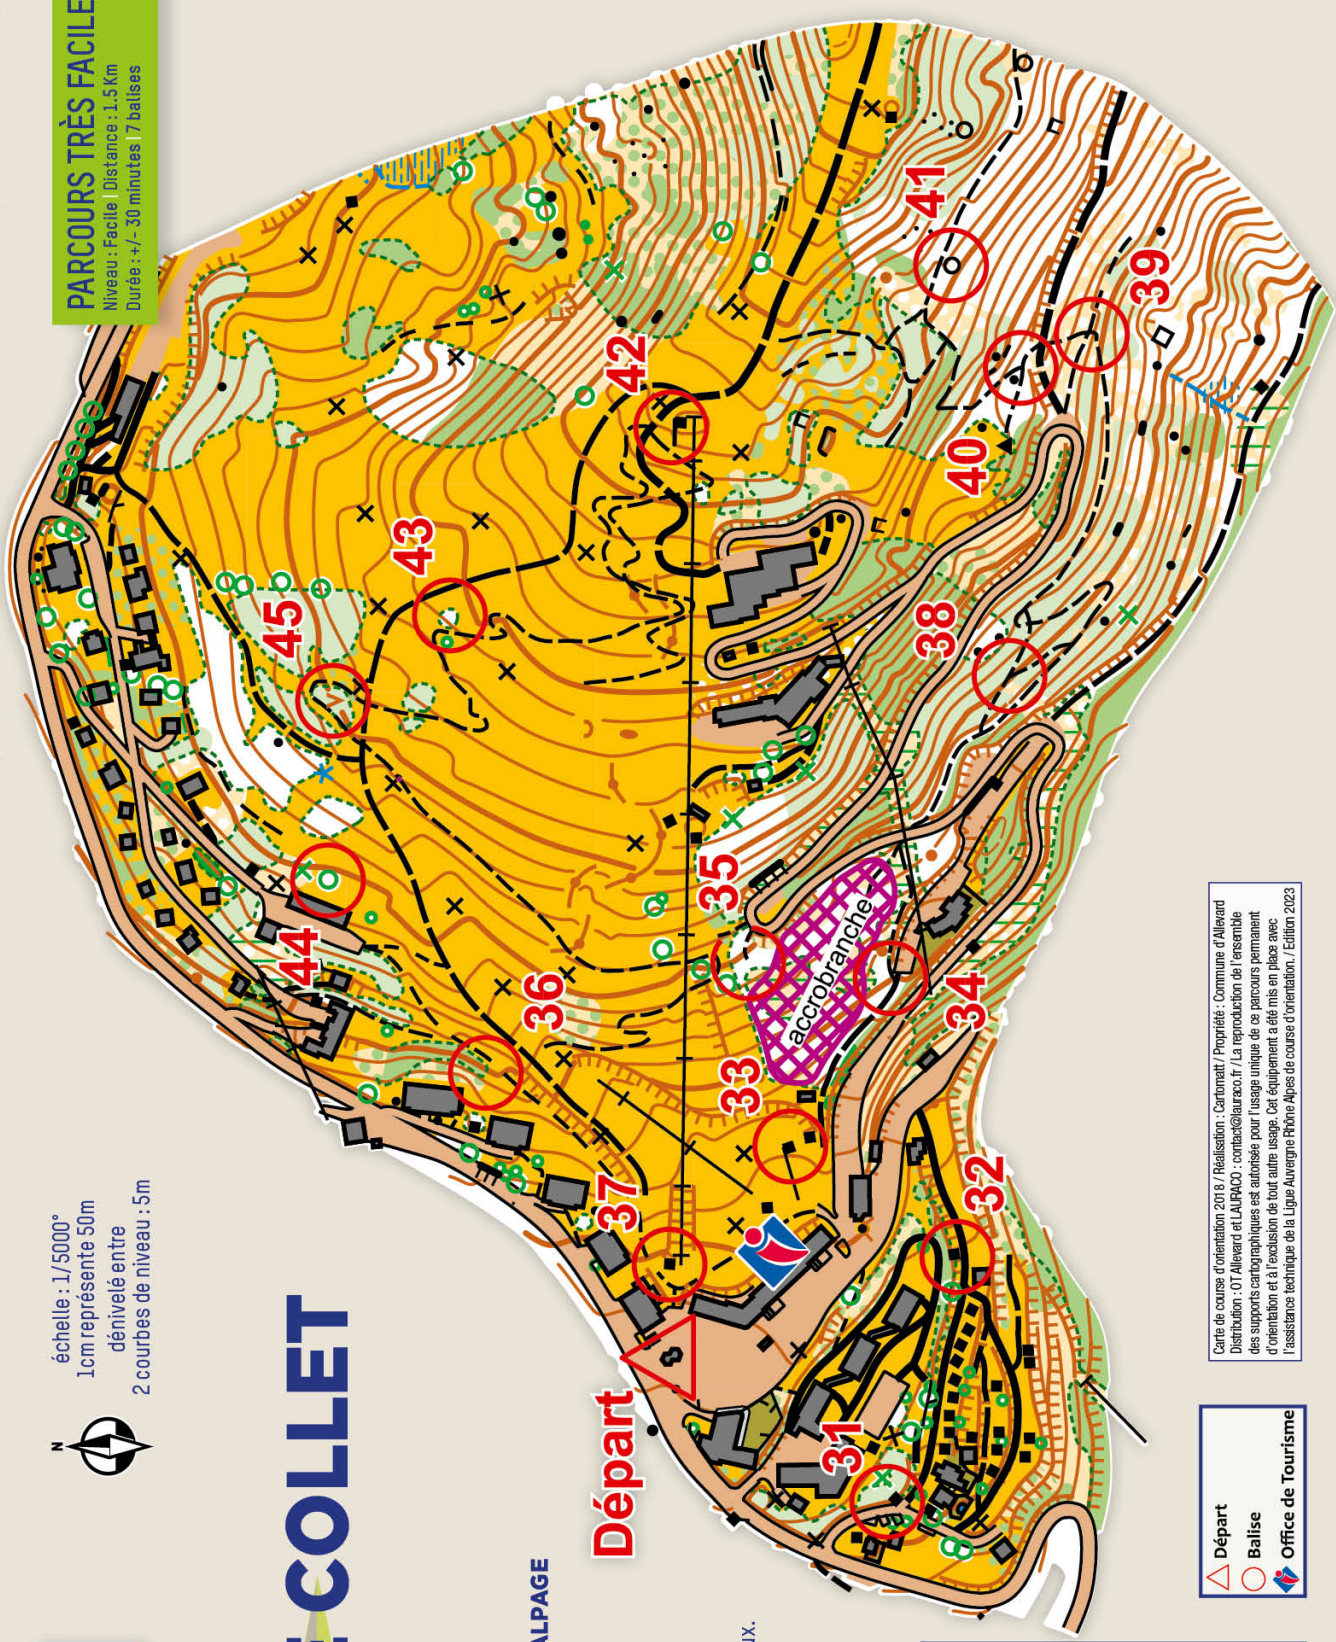 PARCOURS TRÈS FACILE
Niveau : Facile | Distance : 1.5 Km
Durée : +/- 30 minutes | 7 balises
échelle : 1/5000°
1cm représente 50m
dénivelé entre
2 courbes de niveau : 5m
N
COLLET
ALPAGE
UX.
Départ
31
32
33
34
35
36
37
38
39
40
41
42
43
44
45
accrobranche
Départ
Balise
Office de Tourisme
Carte de course d'orientation 2018 / Réalisation : Cartomatt / Propriété : Commune d'Allevard
Distribution : OT Allevard et LAURACO : contact@lauraco.fr / La reproduction de l'ensemble
des supports cartographiques est autorisée pour l'usage unique de ce parcours permanent
d'orientation et à l'exclusion de tout autre usage. Cet équipement a été mis en place avec
l'assistance technique de la Ligue Auvergne Rhône Alpes de course d'orientation. / Edition 2023